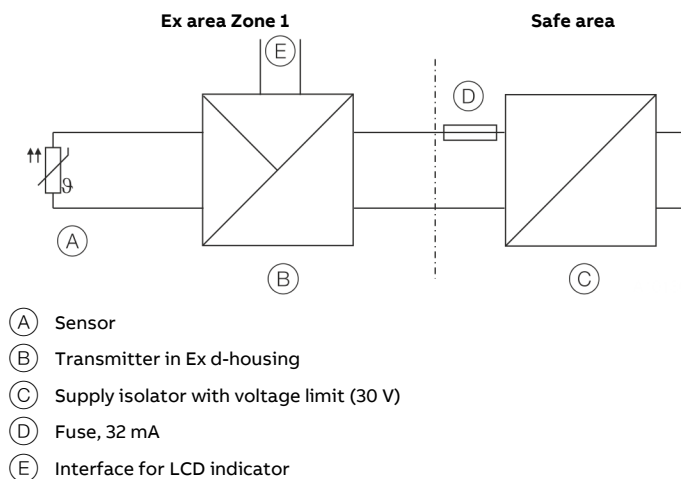 Ex area Zone 1
Safe area
E
D
ϑ
A
B
C
A Sensor
B Transmitter in Ex d-housing
C Supply isolator with voltage limit (30 V)
D Fuse, 32 mA
E Interface for LCD indicator